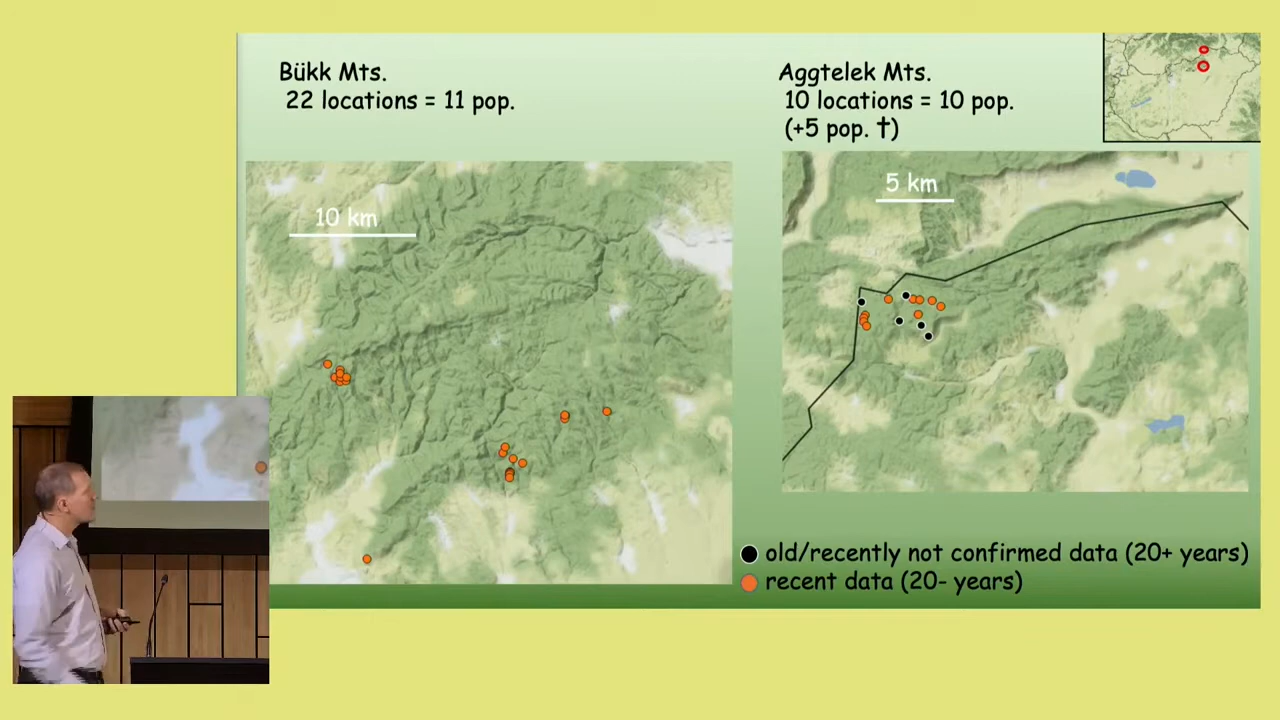 Bükk Mts.
22 locations = 11 pop.
Aggtelek Mts.
10 locations = 10 pop.
(+5 pop. †)
10 km
5 km
old/recently not confirmed data (20+ years)
recent data (20- years)